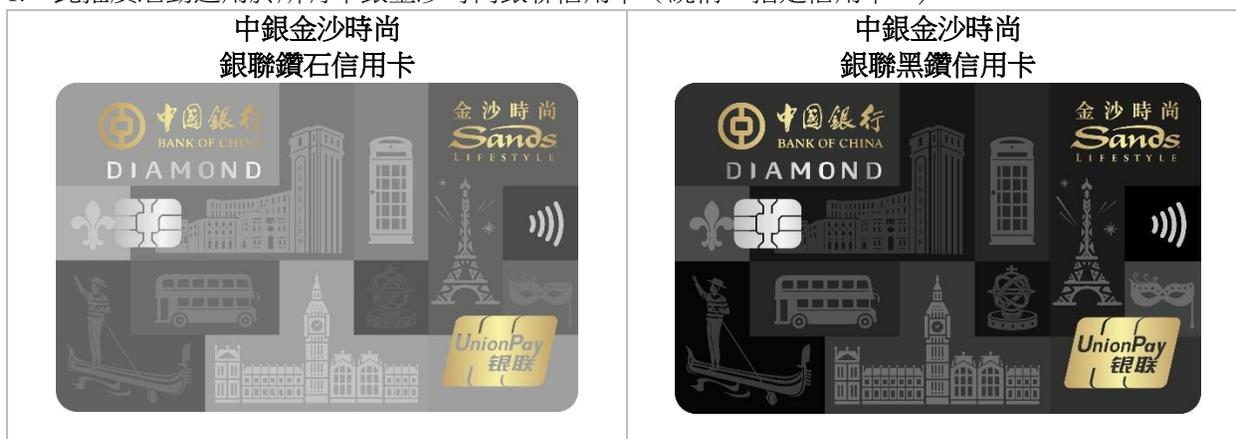 中銀金沙時尚
銀聯鑽石信用卡
中國銀行
BANK OF CHINA
DIAMOND
金沙時尚
Sands
LIFESTYLE
UnionPay
银联
中銀金沙時尚
銀聯黑鑽信用卡
中國銀行
BANK OF CHINA
DIAMOND
金沙時尚
Sands
LIFESTYLE
UnionPay
银联